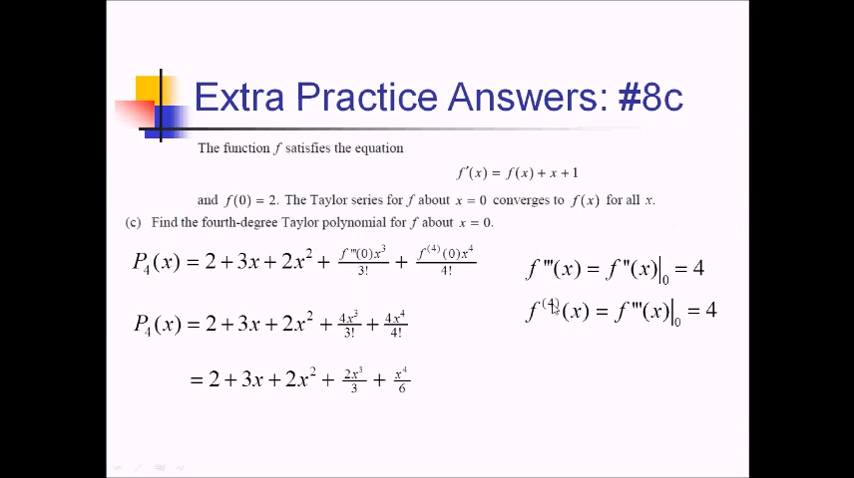 Extra Practice Answers: #8c
The function f satisfies the equation
f′(x) = f(x) + x + 1
and f(0) = 2. The Taylor series for f about x = 0 converges to f(x) for all x.
(c) Find the fourth-degree Taylor polynomial for f about x = 0.
P₄(x) = 2 + 3x + 2x² + f'''(0)x³/3! + f⁽⁴⁾(0)x⁴/4!
f'''(x) = f''(x)|₀ = 4
f⁽⁴⁾(x) = f'''(x)|₀ = 4
P₄(x) = 2 + 3x + 2x² + 4x³/3! + 4x⁴/4!
= 2 + 3x + 2x² + 2x³/3 + x⁴/6